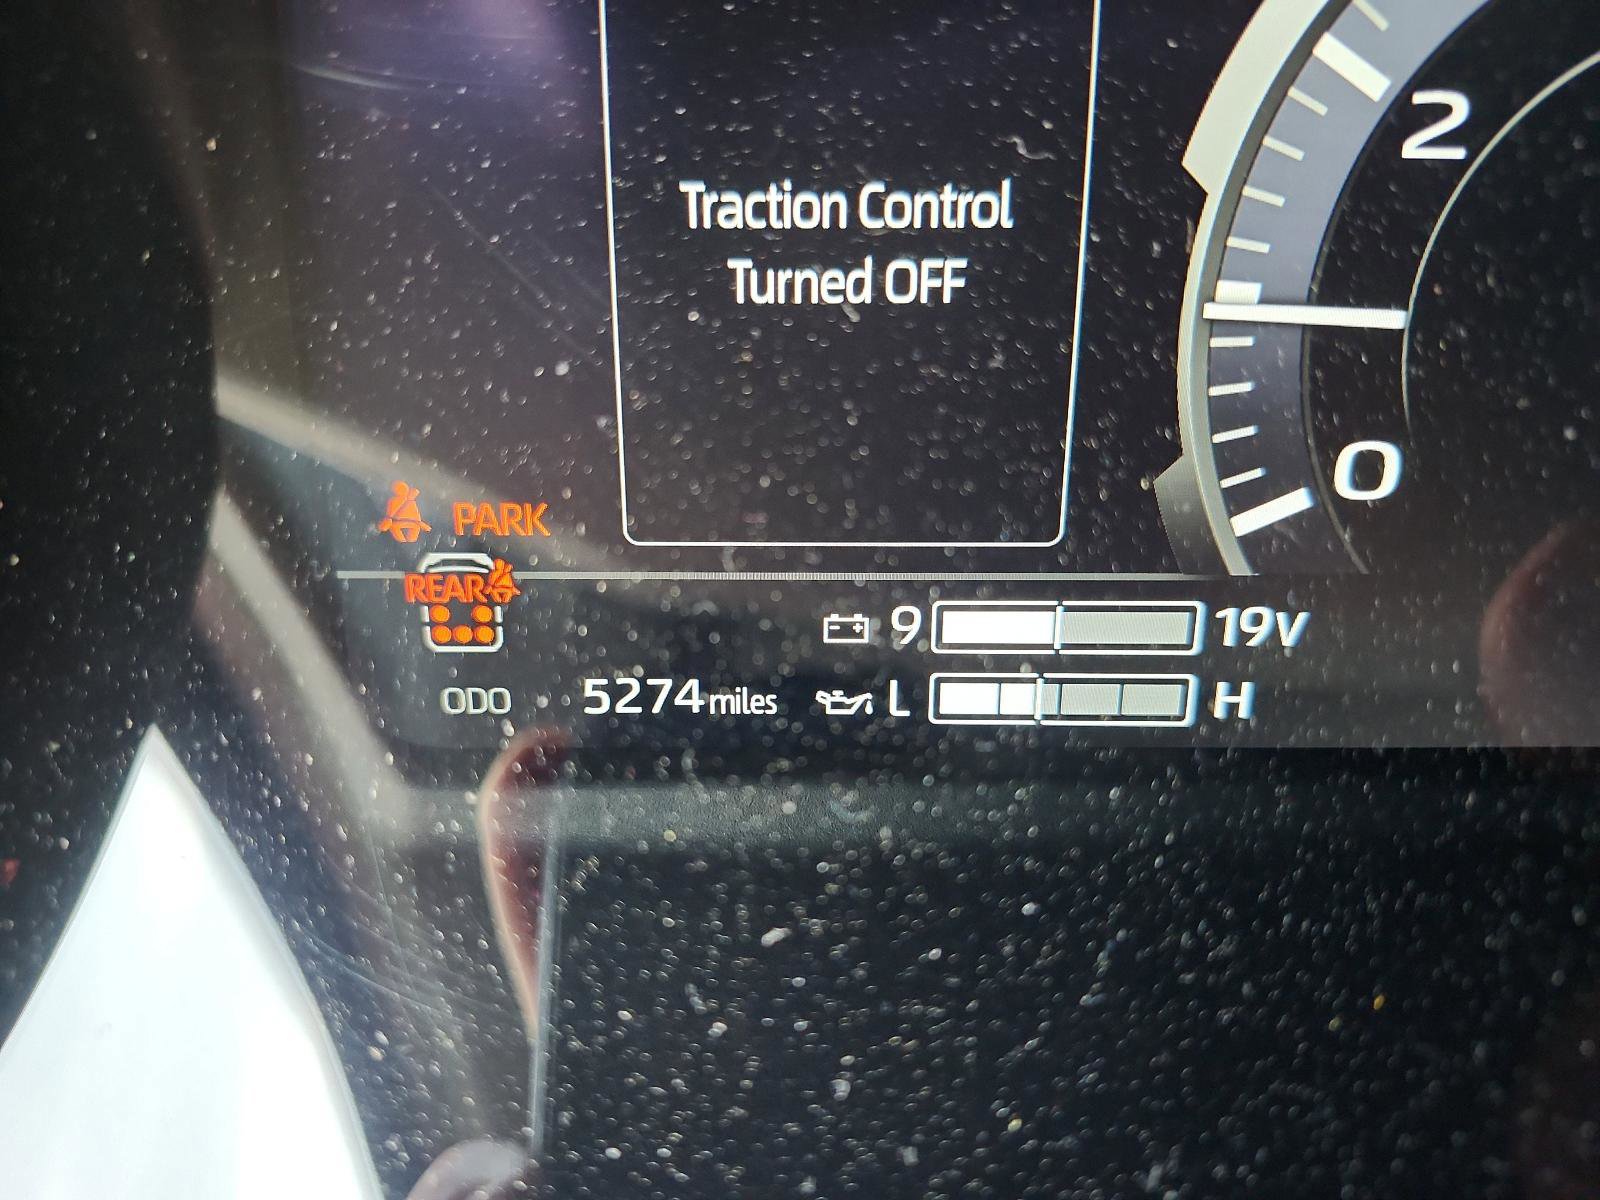 2
Traction Control
Turned OFF
0
PARK
REAR
9 19V
ODO 5274 miles L H